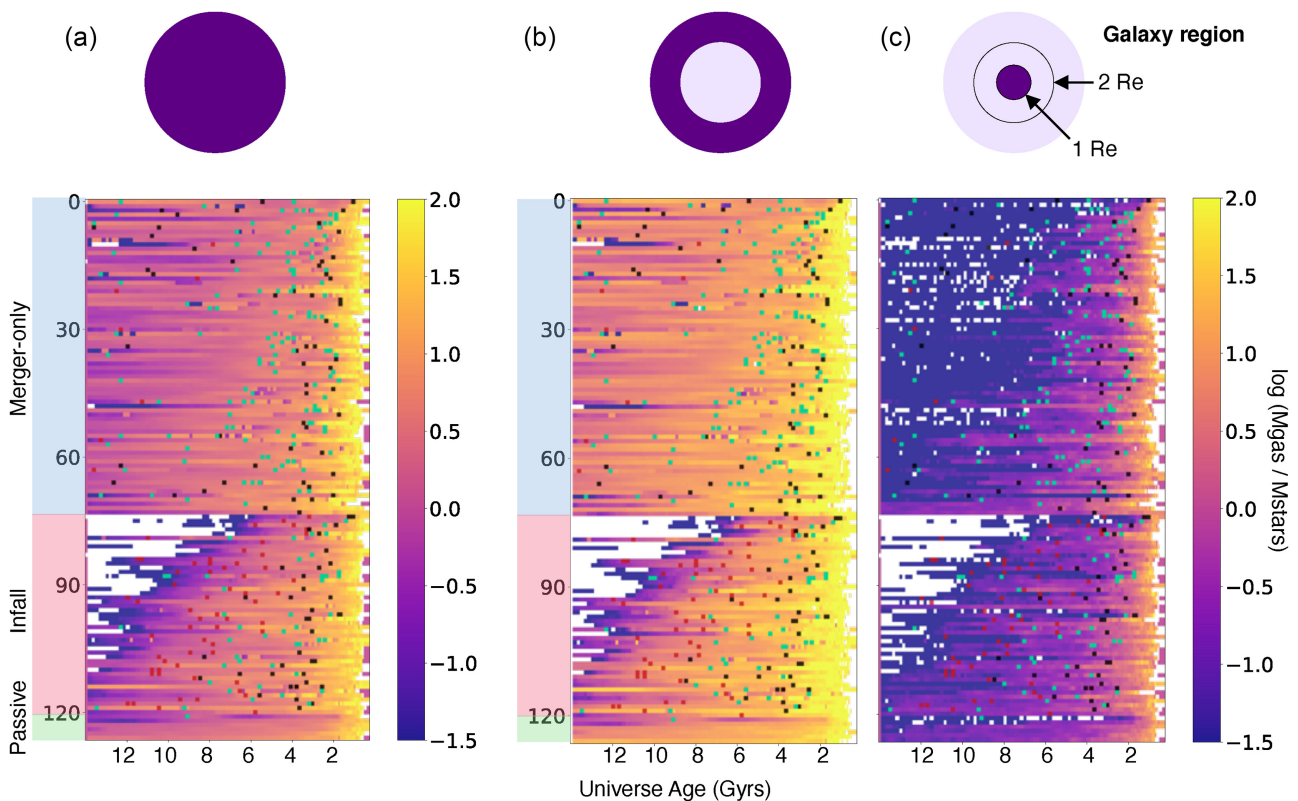 (a)
(b)
(c)
Galaxy region
2 Re
1 Re
0
30
60
90
120
Merger-only
Infall
Passive
12 10 8 6 4 2
2.0
1.5
1.0
0.5
0.0
−0.5
−1.0
−1.5
0
30
60
90
120
12 10 8 6 4 2
12 10 8 6 4 2
2.0
1.5
1.0
0.5
0.0
−0.5
−1.0
−1.5
log (Mgas / Mstars)
Universe Age (Gyrs)